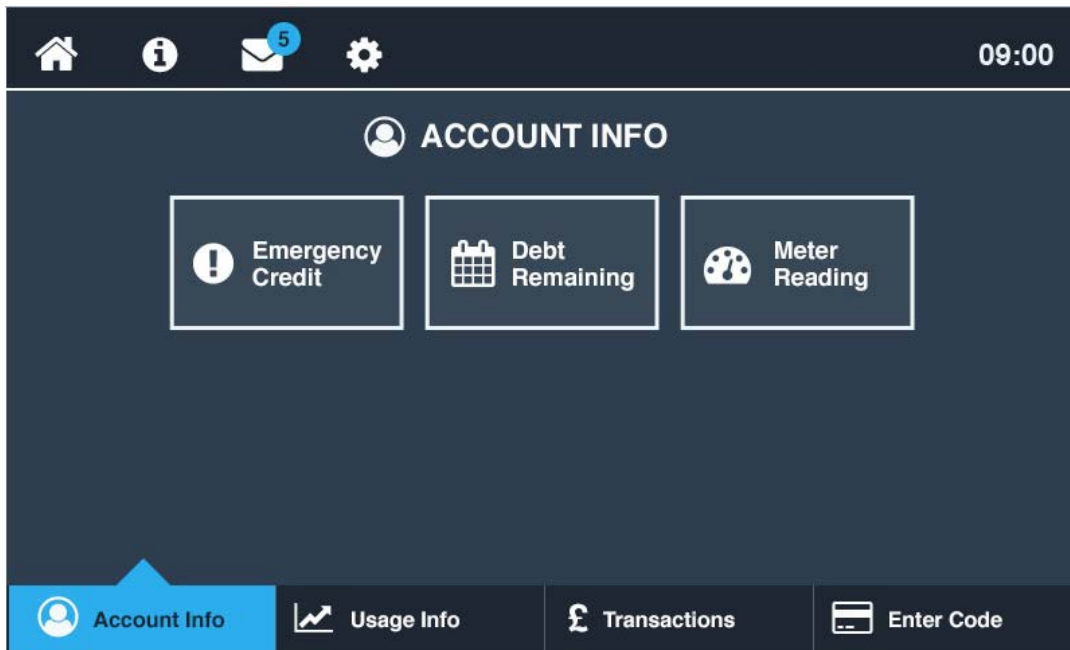 5
09:00
ACCOUNT INFO
Emergency
Credit
Debt
Remaining
Meter
Reading
Account Info
Usage Info
£ Transactions
Enter Code